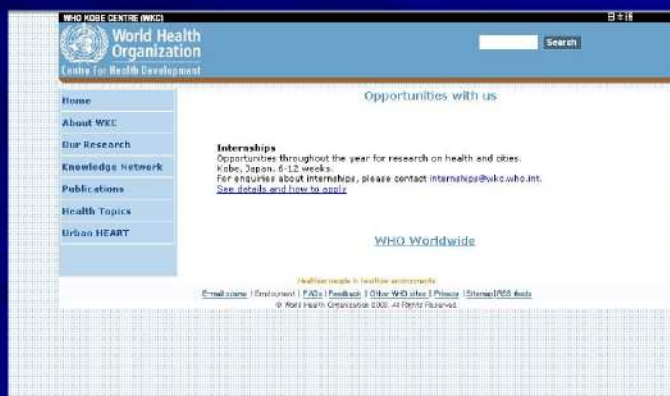 WHO KOBE CENTRE (WKC)
日本語
World Health
Organization
Centre for Health Development
Search
Home
About WKC
Our Research
Knowledge Network
Publications
Health Topics
Urban HEART
Opportunities with us
Internships
Opportunities throughout the year for research on health and cities.
Kobe, Japan. 6-12 weeks.
For enquiries about internships, please contact internships@wkc.who.int.
See details and how to apply
WHO Worldwide
Healthier people in healthier environments
E-mail scams | Employment | FAQs | Feedback | Other WHO sites | Privacy | Sitemap | RSS feeds
© World Health Organization 2008. All Rights Reserved.